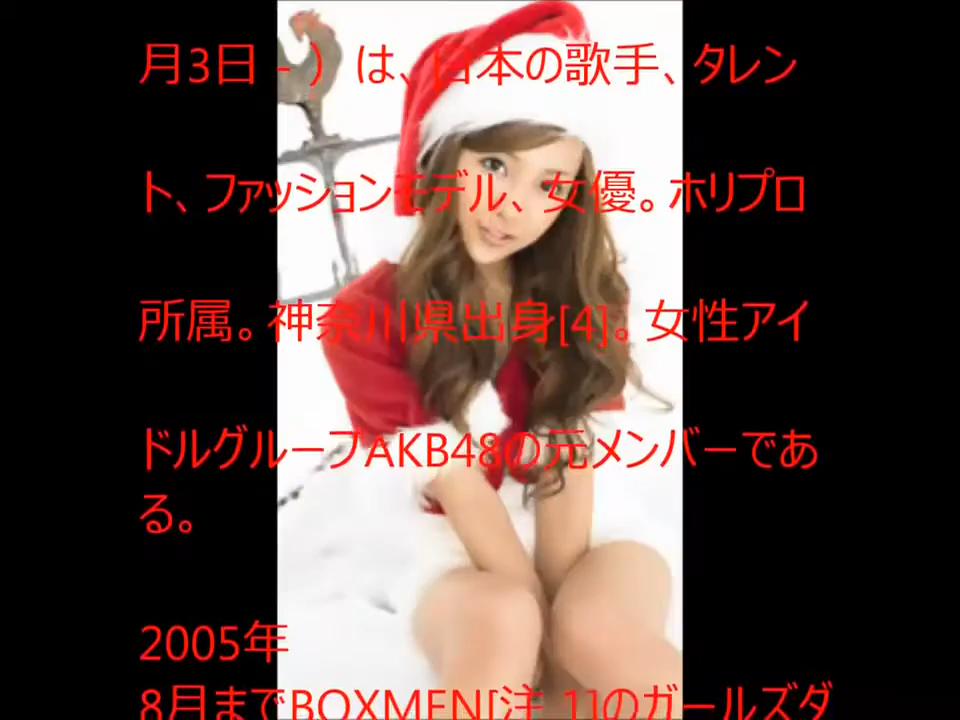 月3日 - ）は、日本の歌手、タレン
ト、ファッションモデル、女優。ホリプロ
所属。神奈川県出身[4]。女性アイ
ドルグループAKB48の元メンバーであ
る。
2005年
8月までBOXMEN[注 1]のガールズダ